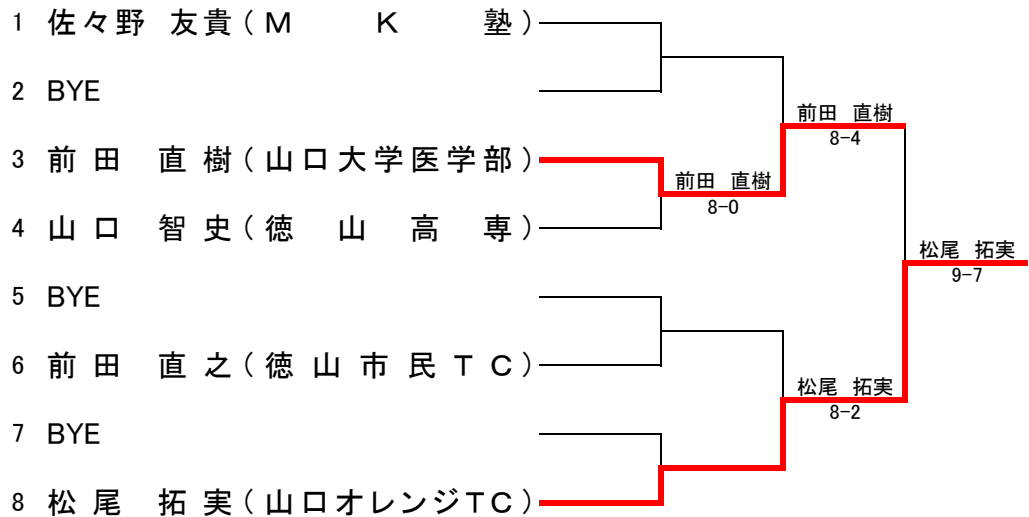 1 佐々野 友貴（Ｍ Ｋ 塾）
2 BYE
前田 直樹
8-4
3 前田 直樹（山口大学医学部）
前田 直樹
8-0
4 山口 智史（徳山高専）
松尾 拓実
9-7
5 BYE
6 前田 直之（徳山市民ＴＣ）
松尾 拓実
8-2
7 BYE
8 松尾 拓実（山口オレンジTC）